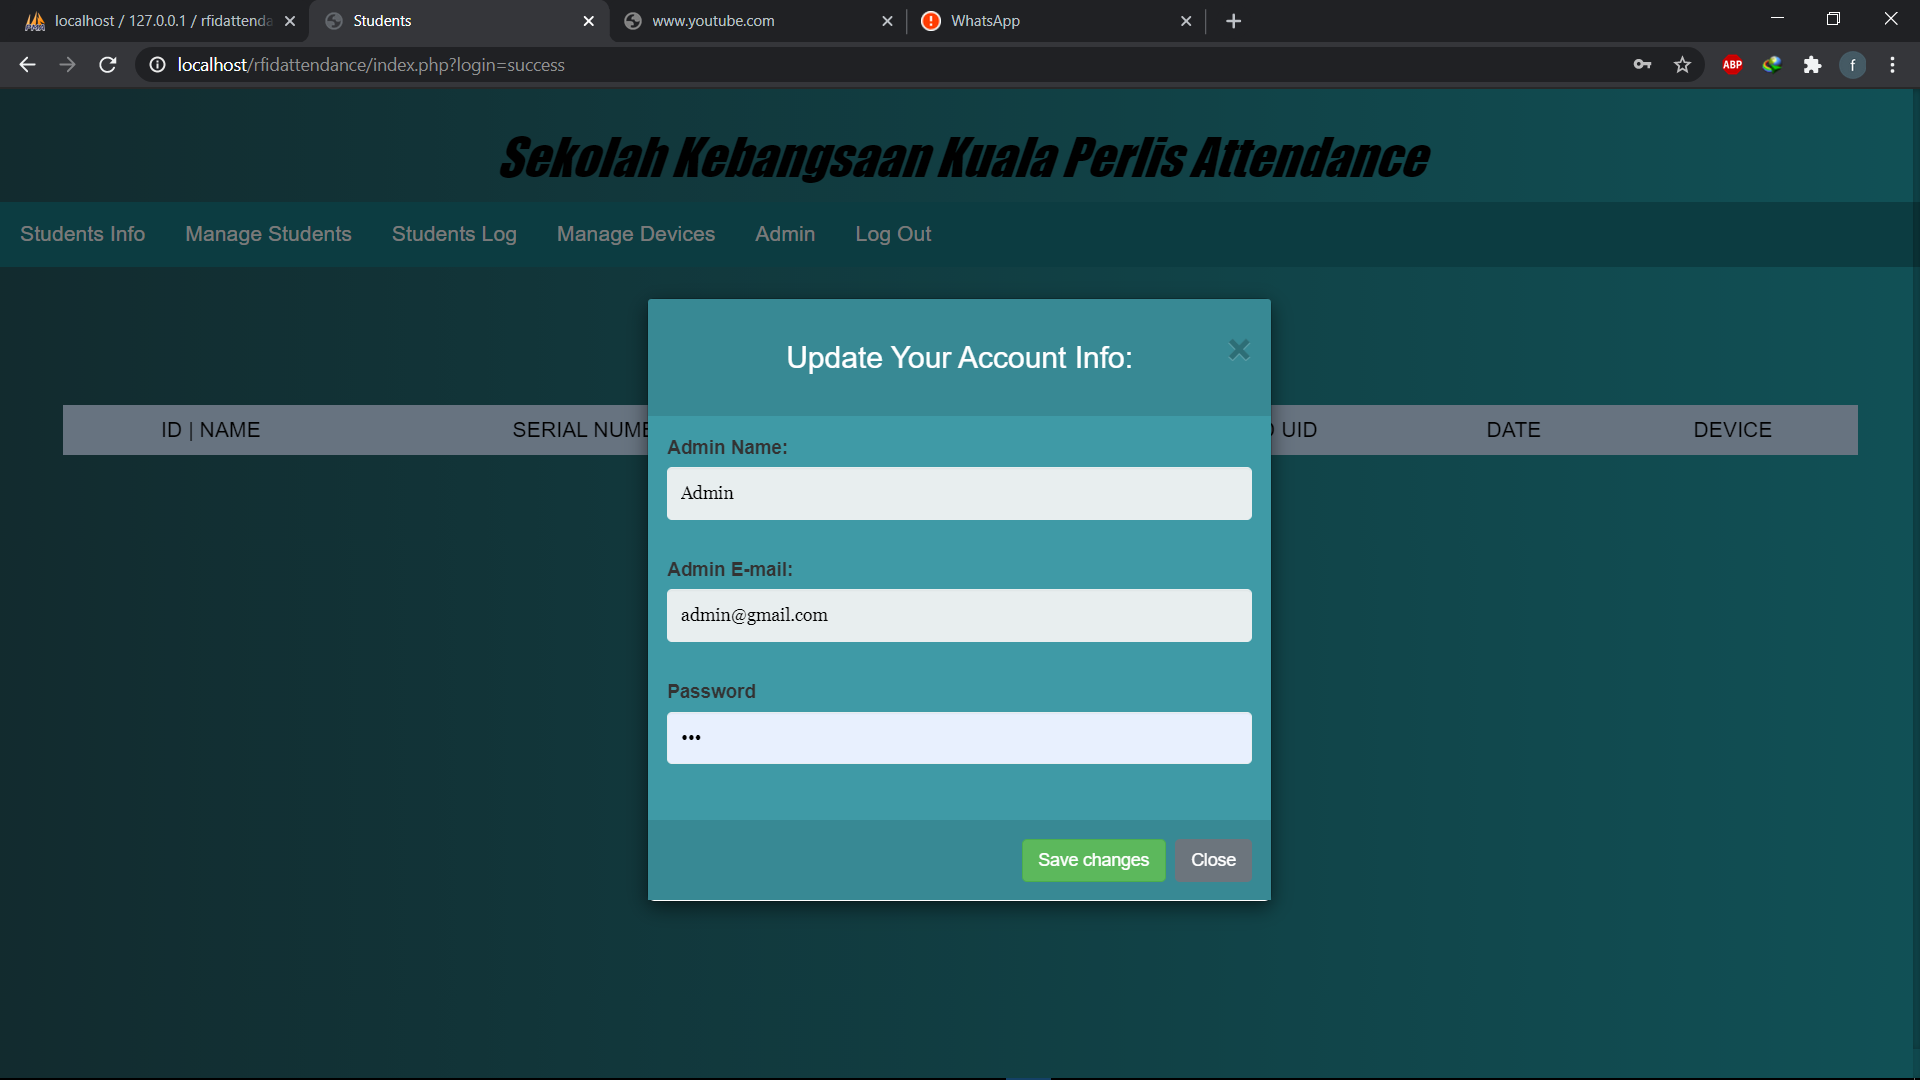 localhost / 127.0.0.1 / rfidattenda
Students
www.youtube.com
WhatsApp
localhost/rfidattendance/index.php?login=success
ABP
f
Sekolah Kebangsaan Kuala Perlis Attendance
Students Info
Manage Students
Students Log
Manage Devices
Admin
Log Out
Update Your Account Info:
ID | NAME
SERIAL NUME
UID
DATE
DEVICE
Admin Name:
Admin
Admin E-mail:
admin@gmail.com
Password
•••
Save changes
Close